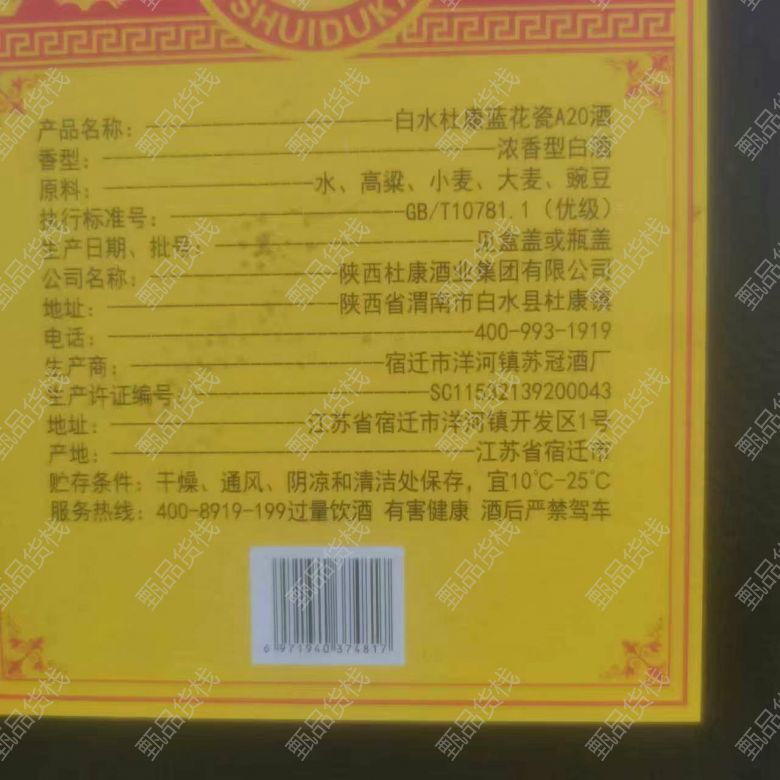 SHUIDUKA
产品名称：白水杜康蓝花瓷A20酒
香型：浓香型白酒
原料：水、高粱、小麦、大麦、豌豆
执行标准号：GB/T10781.1（优级）
生产日期、批号：见盒盖或瓶盖
公司名称：陕西杜康酒业集团有限公司
地址：陕西省渭南市白水县杜康镇
电话：400-993-1919
生产商：宿迁市洋河镇苏冠酒厂
生产许可证编号：SC11532139200043
地址：江苏省宿迁市洋河镇开发区1号
产地：江苏省宿迁市
贮存条件：干燥、通风、阴凉和清洁处保存，宜10℃-25℃
服务热线：400-8919-199过量饮酒 有害健康 酒后严禁驾车
6 971940 374817
甄品货栈